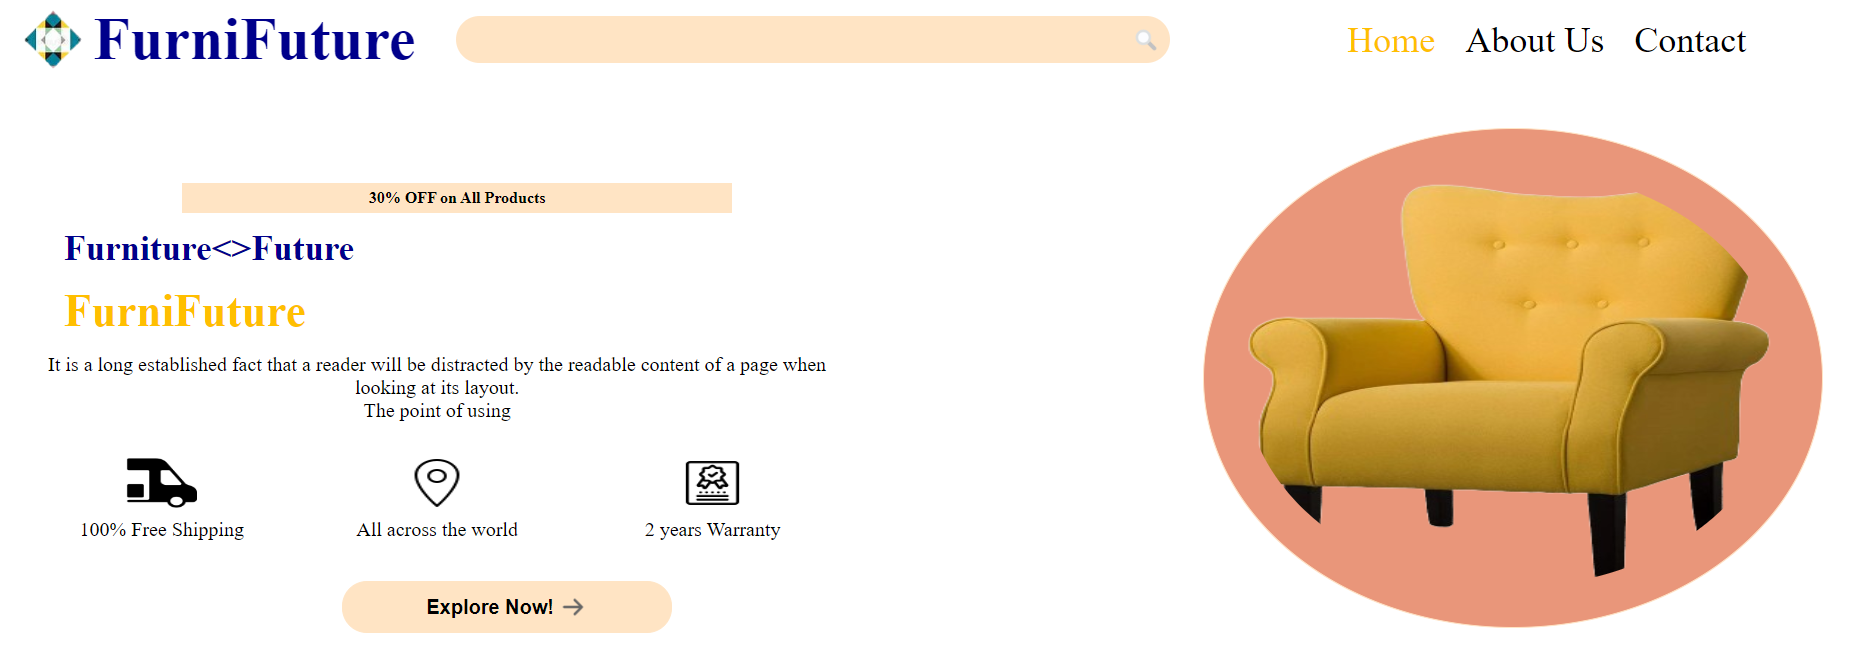 FurniFuture
Home About Us Contact
30% OFF on All Products
Furniture<>Future
FurniFuture
It is a long established fact that a reader will be distracted by the readable content of a page when
looking at its layout.
The point of using
100% Free Shipping
All across the world
2 years Warranty
Explore Now!